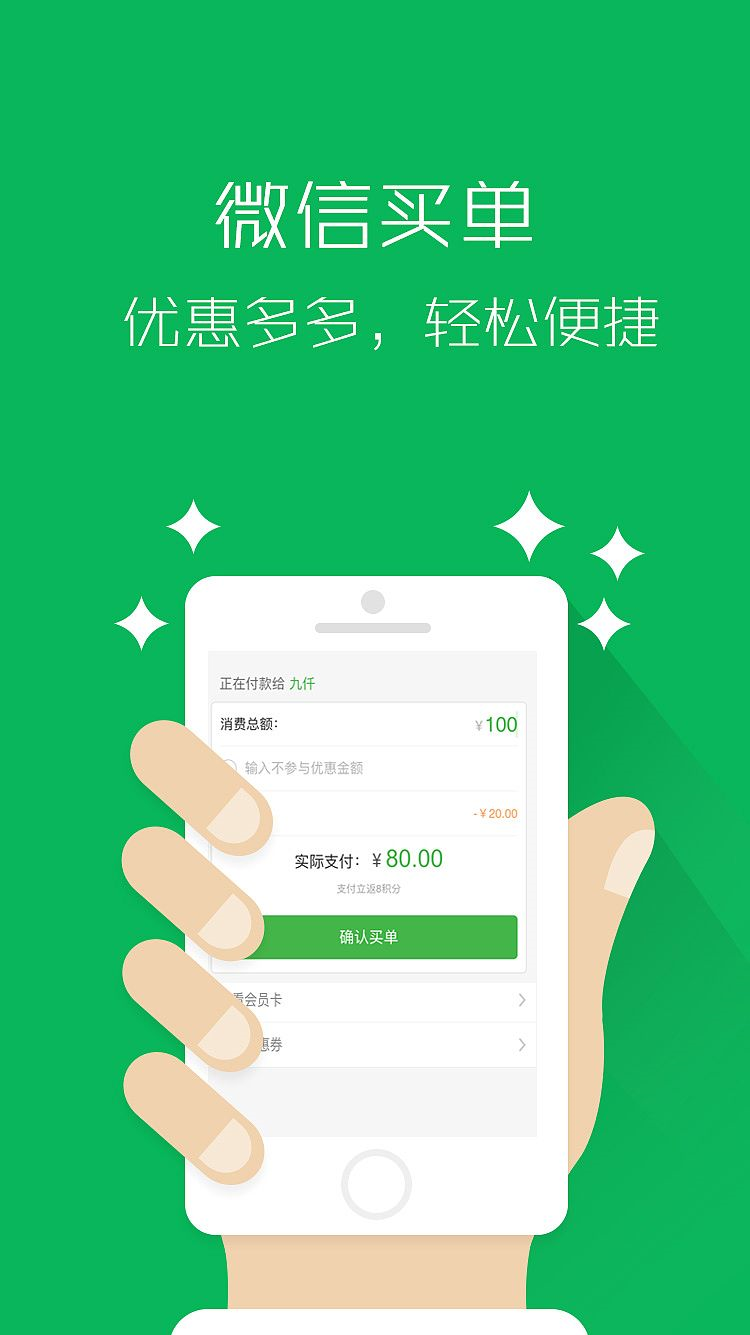 微信买单
优惠多多，轻松便捷
正在付款给 九仟
消费总额： ￥100
输入不参与优惠金额
-￥20.00
实际支付：￥80.00
支付立返8积分
确认买单
看会员卡
惠券